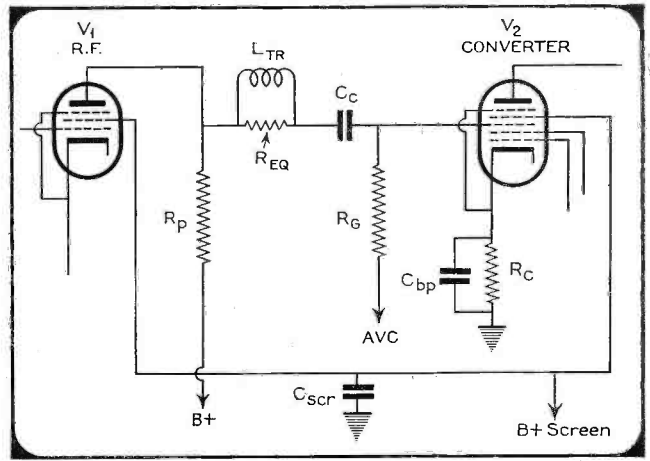 V1
R.F.
LTR
V2
CONVERTER
CC
REQ
RP
RG
Cbp
RC
AVC
Cscr
B+
B+ Screen